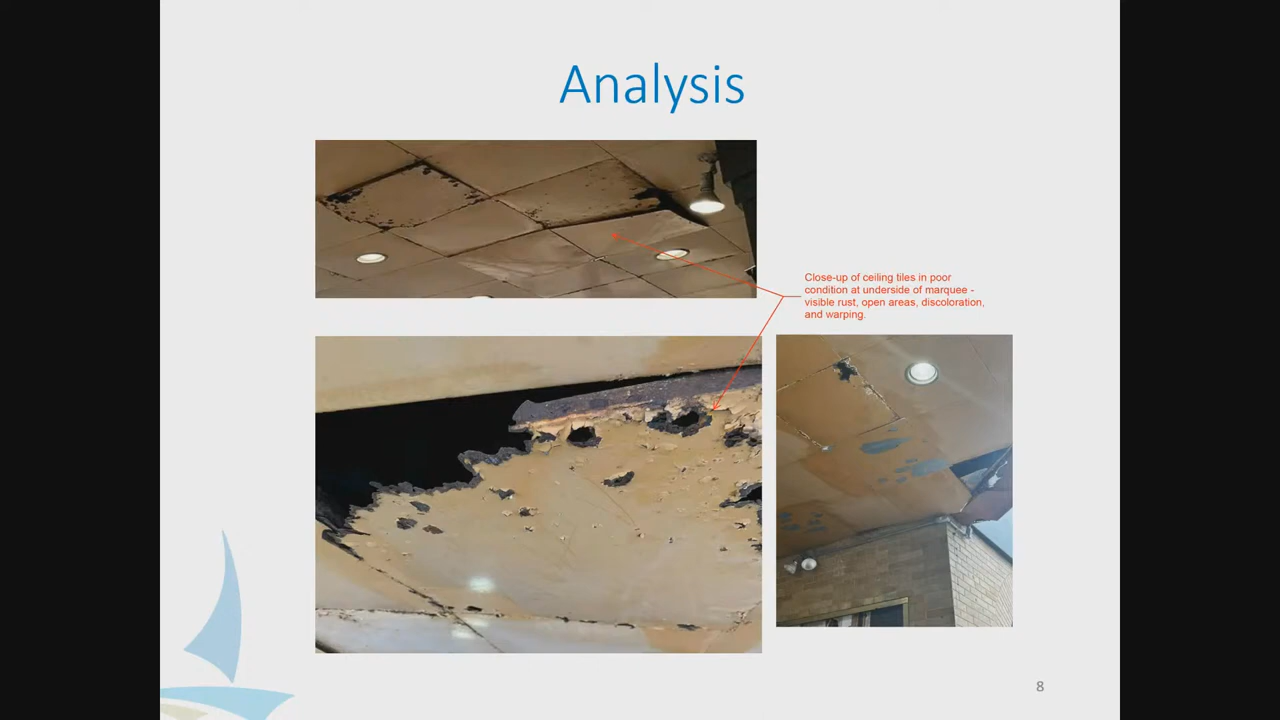 Analysis
Close-up of ceiling tiles in poor
condition at underside of marquee -
visible rust, open areas, discoloration,
and warping.
8